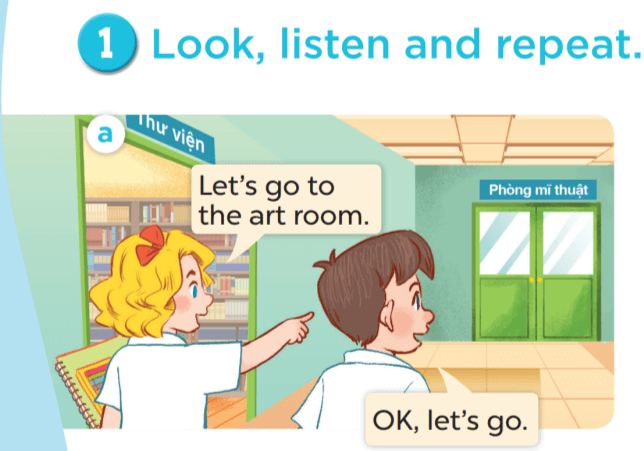 1 Look, listen and repeat.
a
Thư viện
Let's go to
the art room.
Phòng mĩ thuật
OK, let's go.